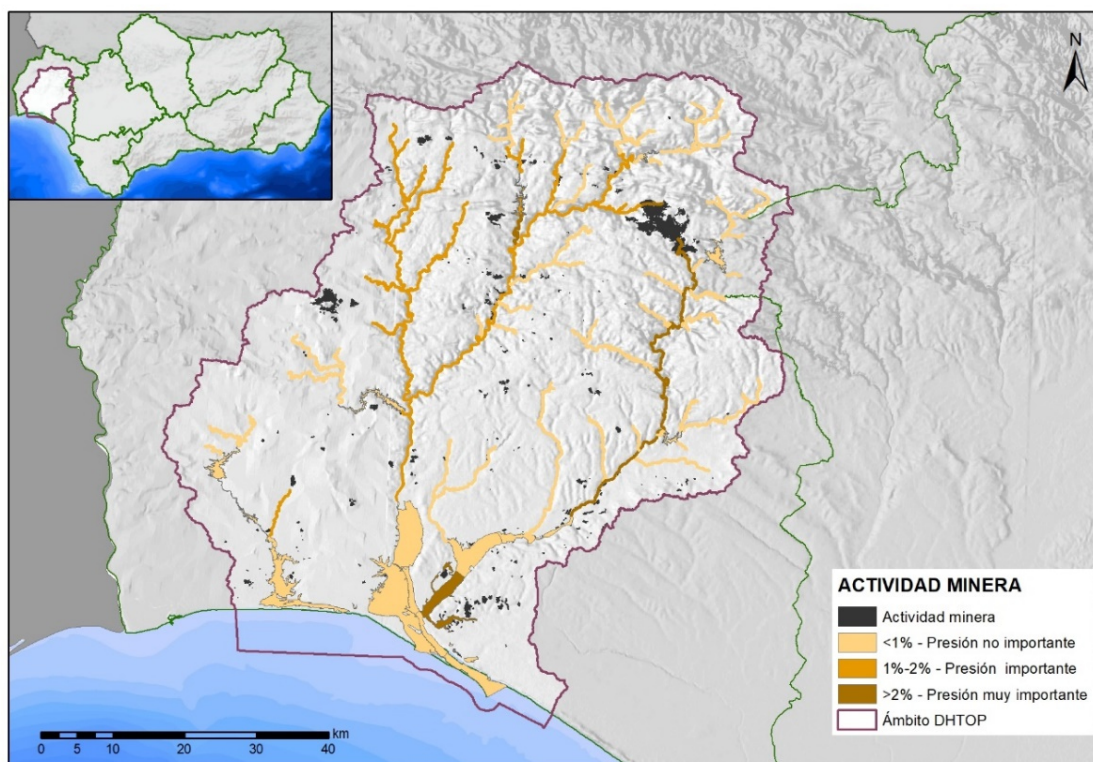 N
ACTIVIDAD MINERA
Actividad minera
<1% - Presión no importante
1%-2% - Presión importante
>2% - Presión muy importante
Ámbito DHTOP
km
0 5 10 20 30 40